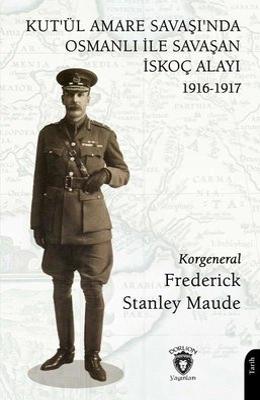 KUT'ÜL AMARE SAVAŞI'NDA
OSMANLI İLE SAVAŞAN
İSKOÇ ALAYI
1916-1917
Korgeneral
Frederick
Stanley Maude
DORLION
Yayınları
Tarih